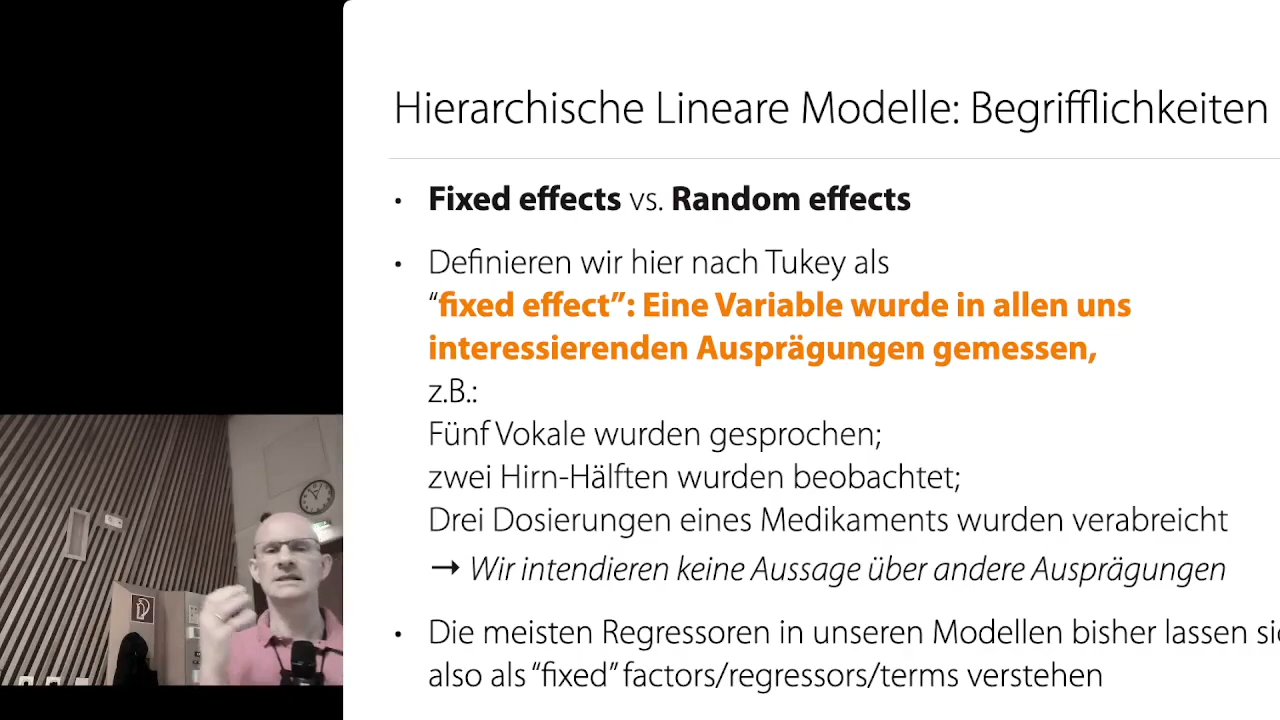 Hierarchische Lineare Modelle: Begrifflichkeiten
• Fixed effects vs. Random effects
• Definieren wir hier nach Tukey als
“fixed effect”: Eine Variable wurde in allen uns
interessierenden Ausprägungen gemessen,
z.B.:
Fünf Vokale wurden gesprochen;
zwei Hirn-Hälften wurden beobachtet;
Drei Dosierungen eines Medikaments wurden verabreicht
→ Wir intendieren keine Aussage über andere Ausprägungen
• Die meisten Regressoren in unseren Modellen bisher lassen
also als “fixed” factors/regressors/terms verstehen